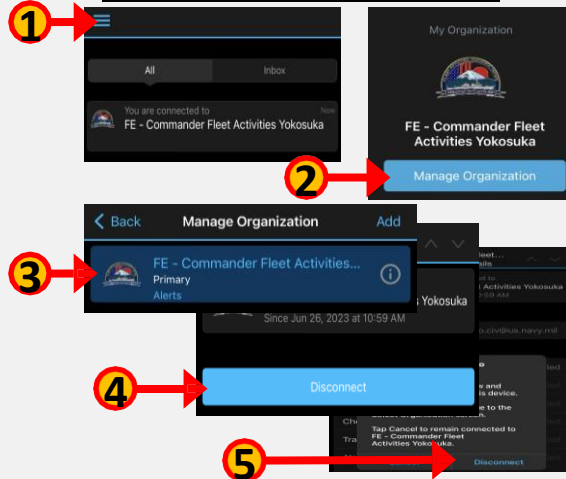 1
All
Inbox
You are connected to
Now
FE - Commander Fleet Activities Yokosuka
My Organization
FE - Commander Fleet
Activities Yokosuka
2
Manage Organization
Back
Manage Organization
Add
3
FE - Commander Fleet Activities...
Primary
Alerts
Yokosuka
Since Jun 26, 2023 at 10:59 AM
4
Disconnect
Activities Yokosuka
Tap Cancel to remain connected to
FE - Commander Fleet
Activities Yokosuka.
5
Disconnect